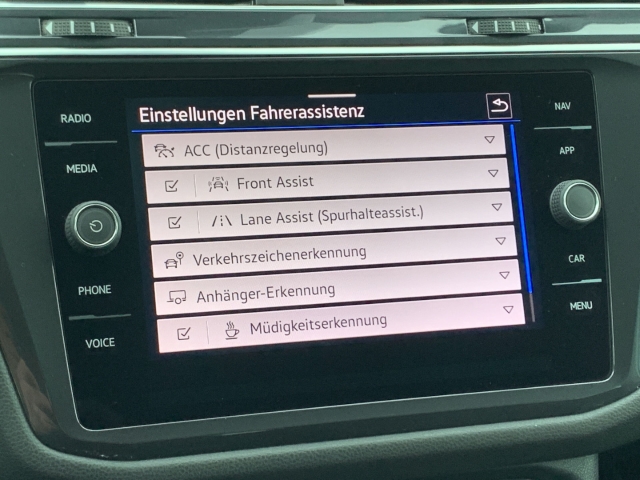 RADIO
MEDIA
PHONE
VOICE
Einstellungen Fahrerassistenz
ACC (Distanzregelung)
Front Assist
Lane Assist (Spurhalteassist.)
Verkehrszeichenerkennung
Anhänger-Erkennung
Müdigkeitserkennung
NAV
APP
CAR
MENU